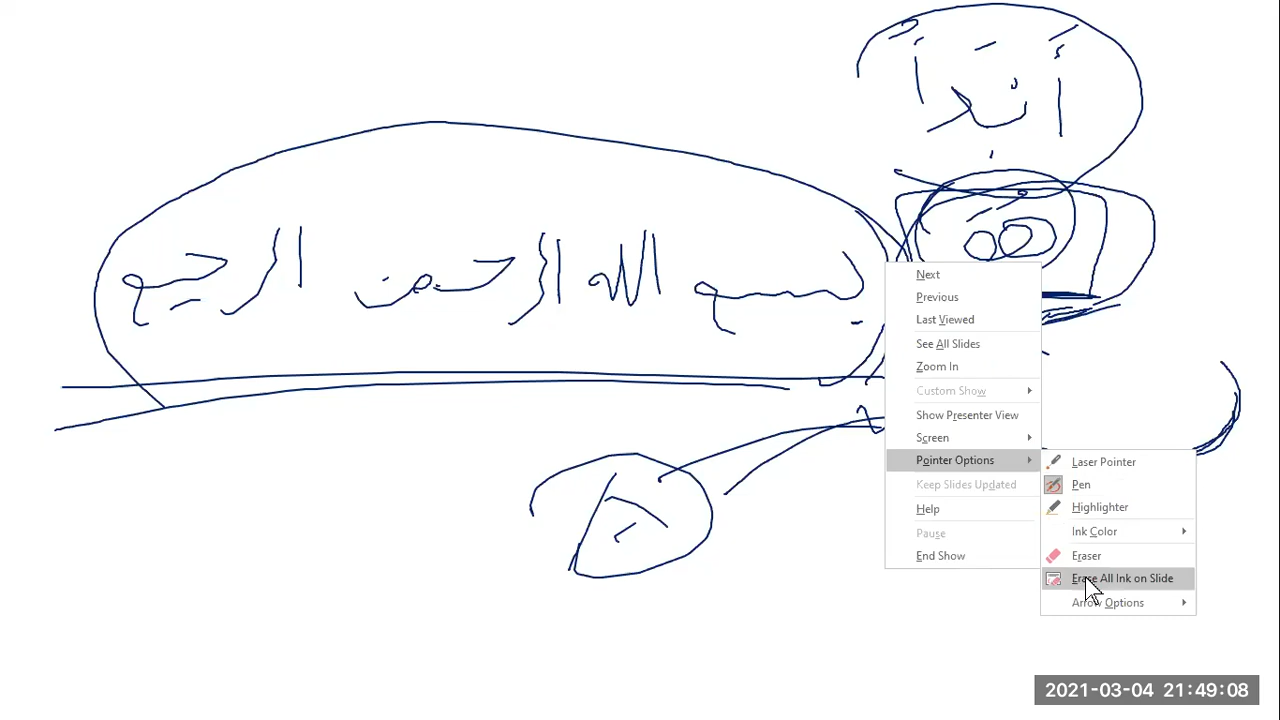 بسم الله الرحمن الرحيم
Next
Previous
Last Viewed
See All Slides
Zoom In
Custom Show
Show Presenter View
Screen
Pointer Options
Keep Slides Updated
Help
Pause
End Show
Laser Pointer
Pen
Highlighter
Ink Color
Eraser
Erase All Ink on Slide
Arrow Options
2021-03-04 21:49:08